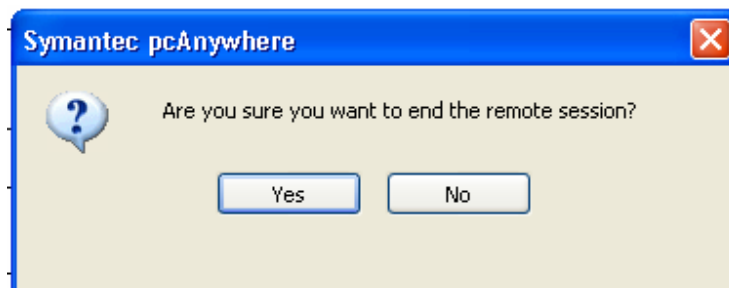 Symantec pcAnywhere
Are you sure you want to end the remote session?
Yes No